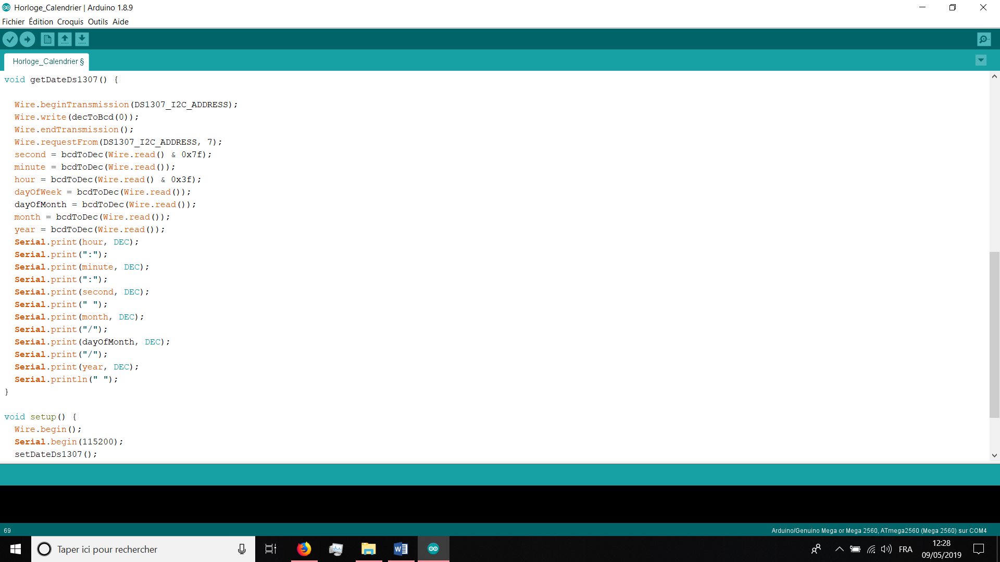 Horloge_Calendrier | Arduino 1.8.9
Fichier Édition Croquis Outils Aide
Horloge_Calendrier §
void getDateDs1307() {
Wire.beginTransmission(DS1307_I2C_ADDRESS);
Wire.write(decToBcd(0));
Wire.endTransmission();
Wire.requestFrom(DS1307_I2C_ADDRESS, 7);
second = bcdToDec(Wire.read() & 0x7f);
minute = bcdToDec(Wire.read());
hour = bcdToDec(Wire.read() & 0x3f);
dayOfWeek = bcdToDec(Wire.read());
dayOfMonth = bcdToDec(Wire.read());
month = bcdToDec(Wire.read());
year = bcdToDec(Wire.read());
Serial.print(hour, DEC);
Serial.print(":");
Serial.print(minute, DEC);
Serial.print(":");
Serial.print(second, DEC);
Serial.print(" ");
Serial.print(month, DEC);
Serial.print("/");
Serial.print(dayOfMonth, DEC);
Serial.print("/");
Serial.print(year, DEC);
Serial.println(" ");
}
void setup() {
Wire.begin();
Serial.begin(115200);
setDateDs1307();
69
Arduino/Genuino Mega or Mega 2560, ATmega2560 (Mega 2560) sur COM4
Taper ici pour rechercher
FRA
12:28
09/05/2019